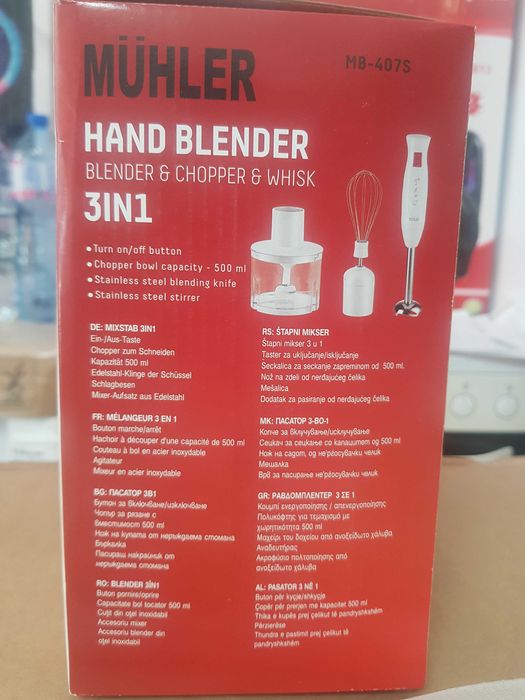 MÜHLER
MB-407S
HAND BLENDER
BLENDER & CHOPPER & WHISK
3IN1
• Turn on/off button
• Chopper bowl capacity - 500 ml
• Stainless steel blending knife
• Stainless steel stirrer
DE: MIXSTAB 3IN1
Ein-/Aus-Taste
Chopper zum Schneiden
Kapazität 500 ml
Edelstahl-Klinge der Schüssel
Schlagbesen
Mixer-Aufsatz aus Edelstahl
FR: MÉLANGEUR 3 EN 1
Bouton marche/arrêt
Hachoir à découper d'une capacité de 500 ml
Couteau à bol en acier inoxydable
Agitateur
Mixeur en acier inoxydable
BG: ПАСАТОР 3В1
Бутон за включване/изключване
Чопър за рязане с
вместимост 500 ml
Нож на купата от неръждаема стомана
Бъркалка
Пасиращ накрайник от
неръждаема стомана
RO: BLENDER 3ÎN1
Buton pornire/oprire
Capacitate bol tocator 500 ml
Cuțit din oțel inoxidabil
Accesoriu mixer
Accesoriu blender din
oțel inoxidabil
RS: ŠTAPNI MIKSER
Štapni mikser 3 u 1
Taster za uključanje/isključanje
Seckalica za seckanje zapreminom od 500 ml.
Nož na zdeli od nerđajućeg čelika
Mešalica
Dodatak za pasiranje od nerđajućeg čelika
МК: ПАСАТОР 3-ВО-1
Копче за вклучување/исклучување
Сецкач за сецкање со капацитет од 500 ml
Нож на садот, од не'рѓосувачки челик
Мешалка
Врв за пасирање не'рѓосувачки челик
GR: ΡΑΒΔΟΜΠΛΕΝΤΕΡ 3 ΣΕ 1
Κουμπί ενεργοποίησης / απενεργοποίησης
Πολυκόφτης για τεμαχισμό με
χωρητικότητα 500 ml
Μαχαίρι του δοχείου από ανοξείδωτο χάλυβα
Αναδευτήρας
Ακροφύσιο πολτοποίησης από
ανοξείδωτο χάλυβα
AL: PASATOR 3 NË 1
Buton për kyçje/shkyçje
Çopër për prerjen me kapacitet 500 ml
Thika e kupës prej çelikut të pandryshkshëm
Përzierëse
Thundra e pastimit prej çelikut të
pandryshkshëm